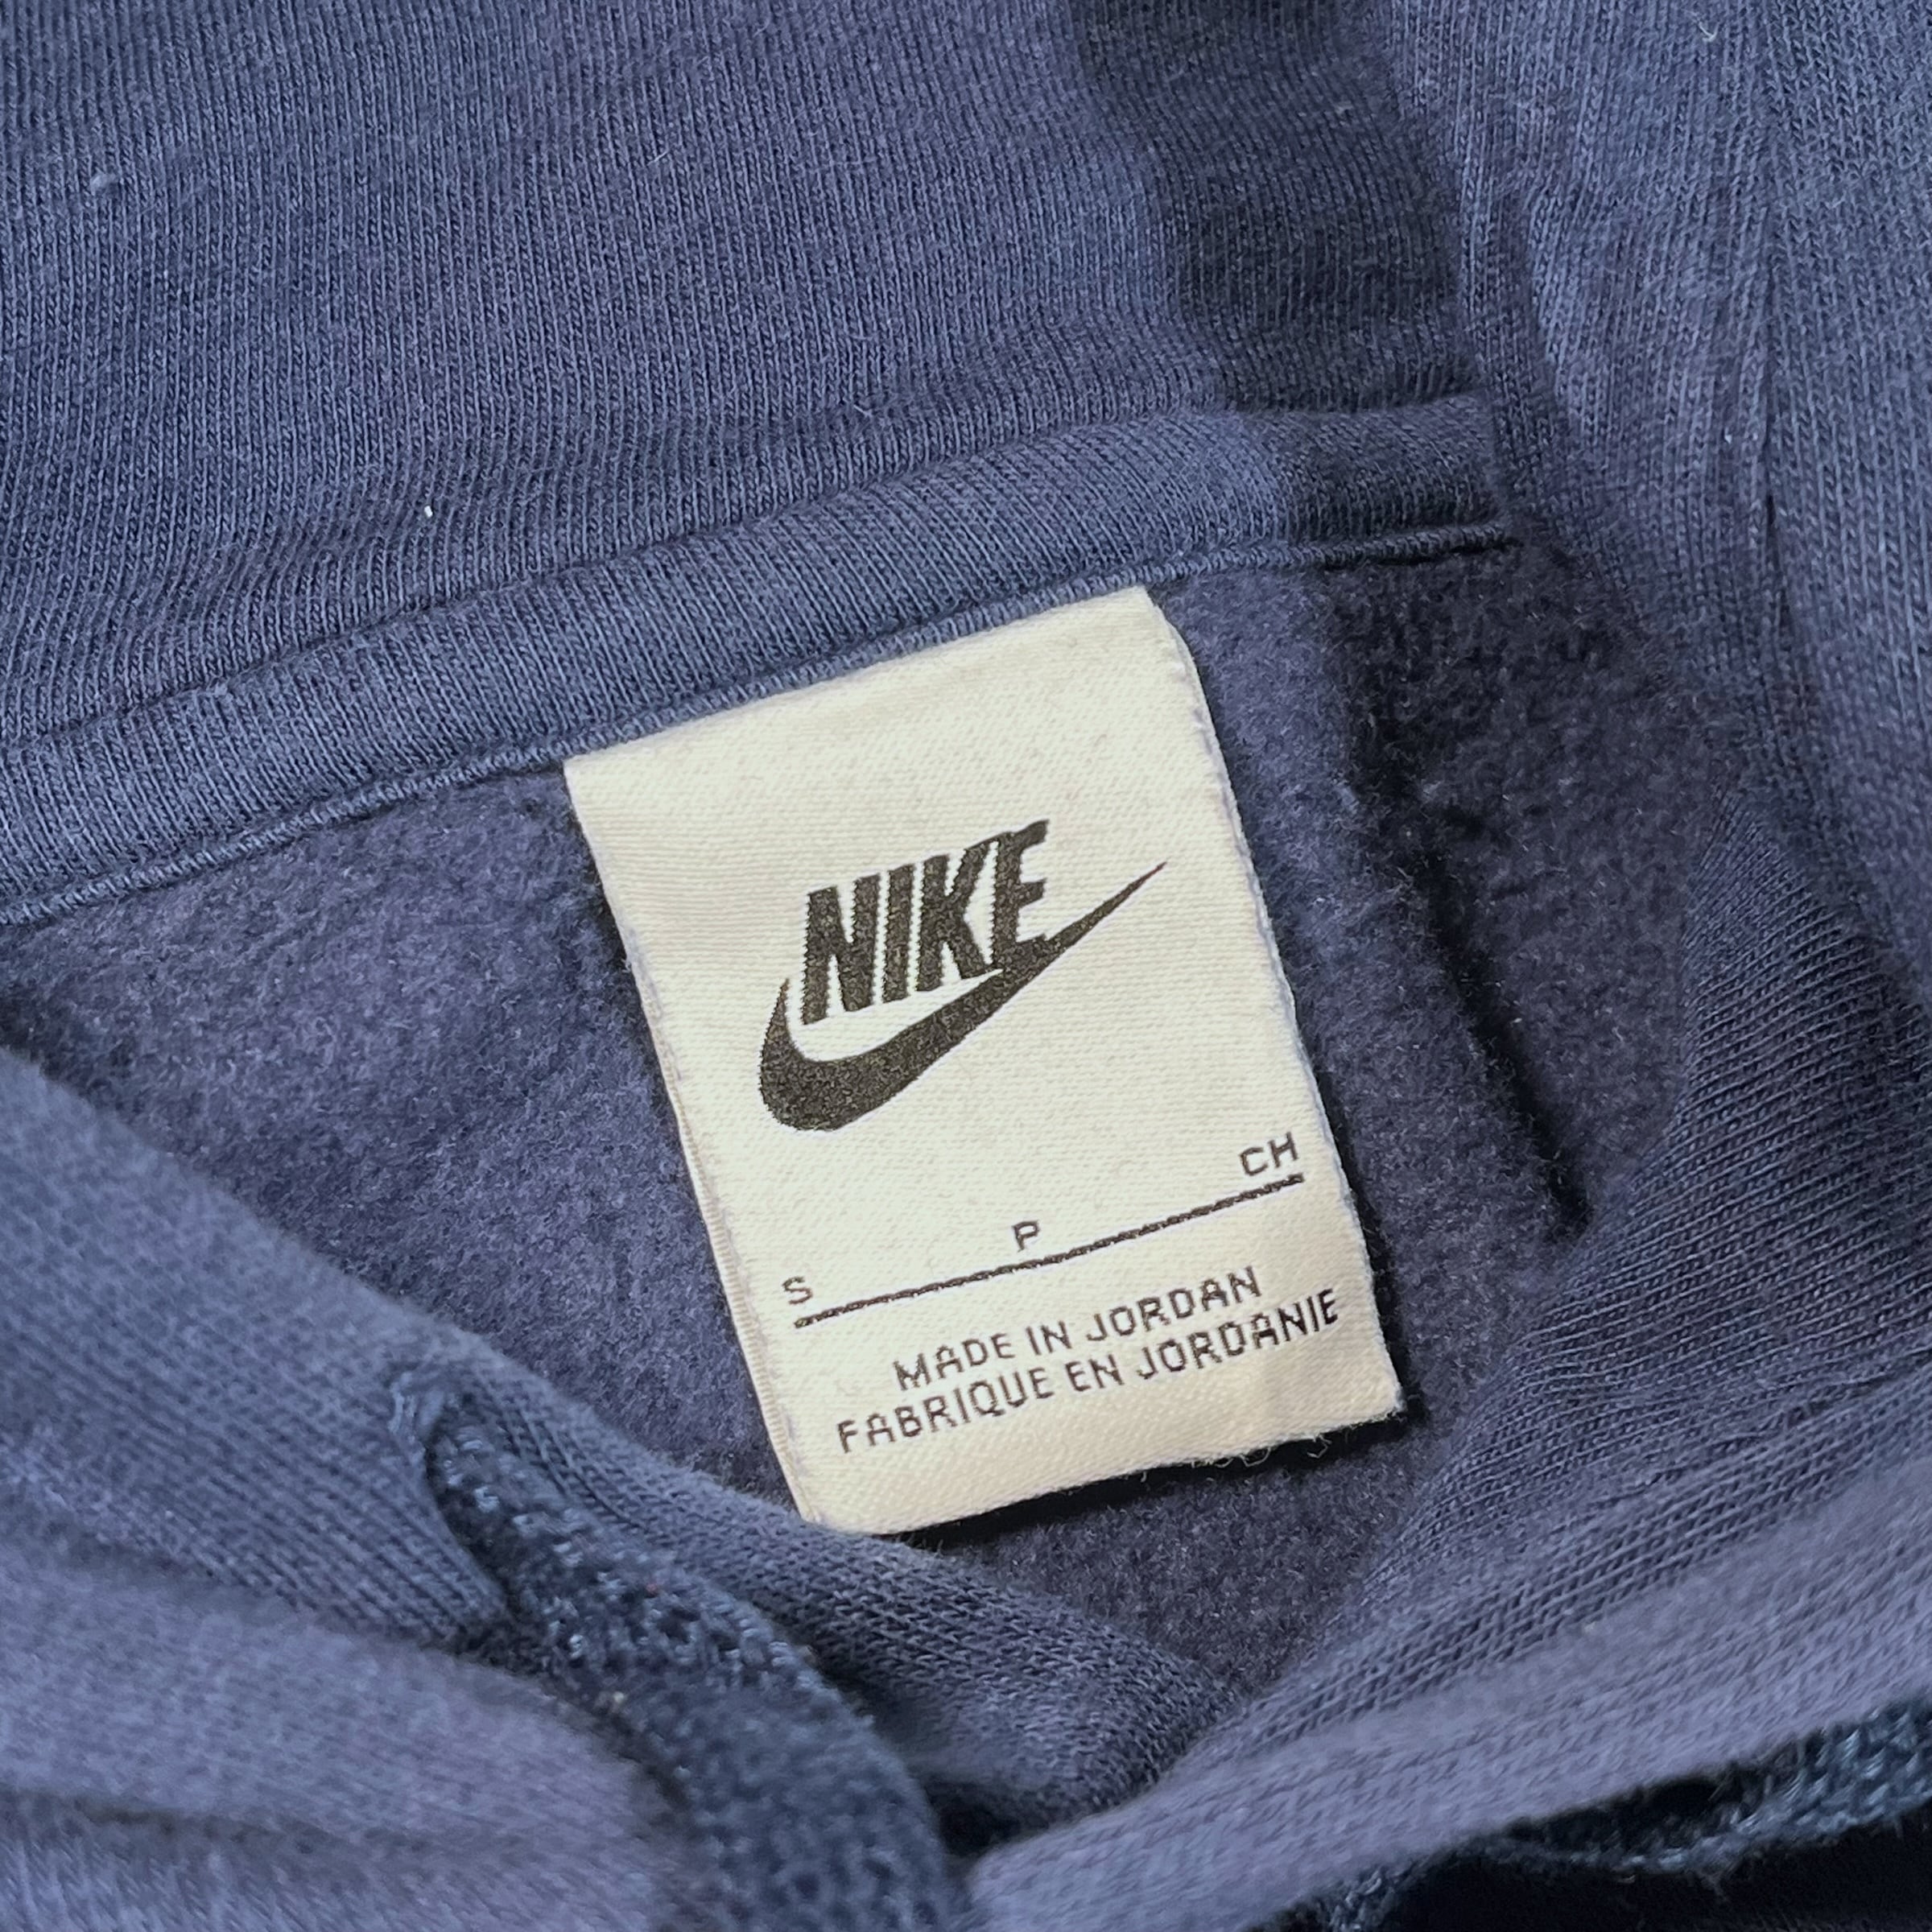 NIKE
S P CH
MADE IN JORDAN
FABRIQUE EN JORDANIE